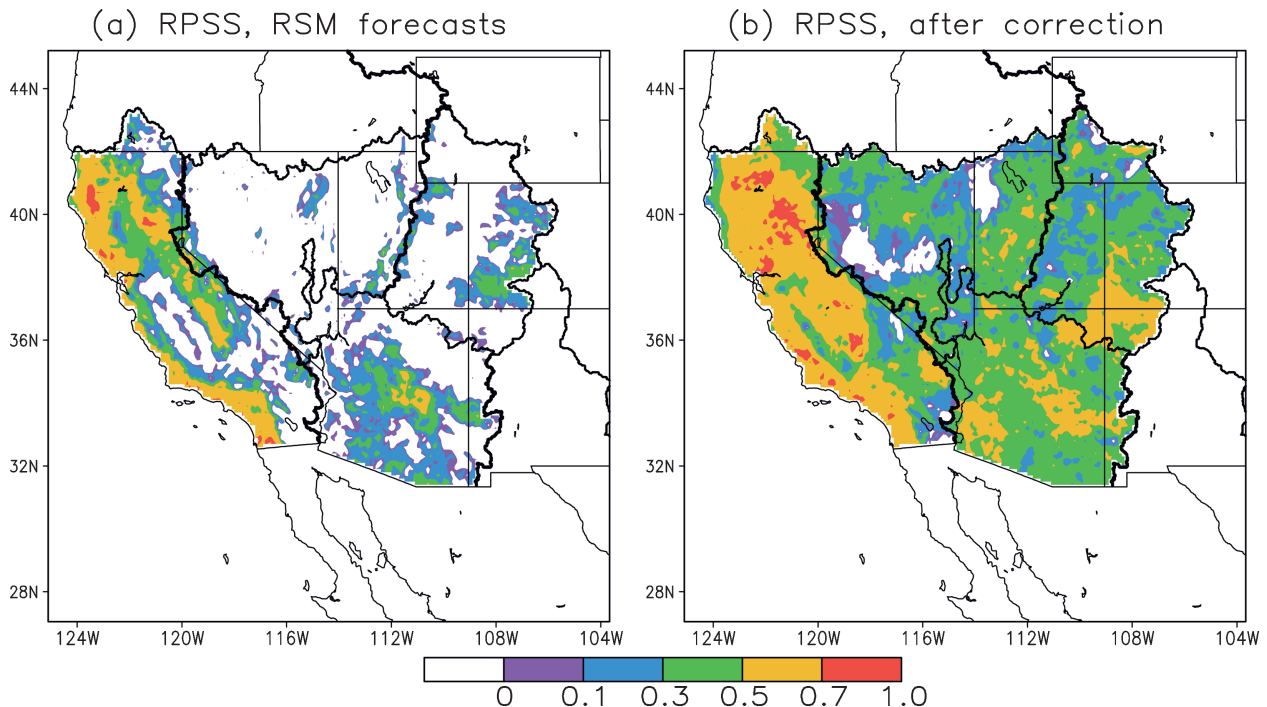 (a) RPSS, RSM forecasts
(b) RPSS, after correction
44N
40N
36N
32N
28N
124W 120W 116W 112W 108W 104W
44N
40N
36N
32N
28N
124W 120W 116W 112W 108W 104W
0 0.1 0.3 0.5 0.7 1.0